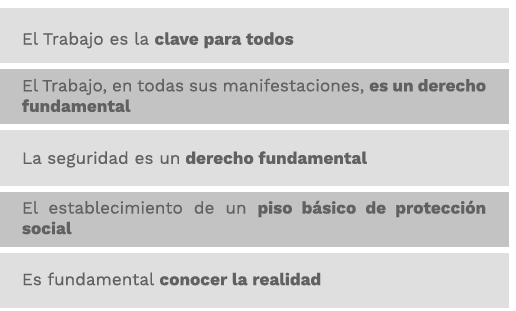 El Trabajo es la clave para todos
El Trabajo, en todas sus manifestaciones, es un derecho
fundamental
La seguridad es un derecho fundamental
El establecimiento de un piso básico de protección
social
Es fundamental conocer la realidad